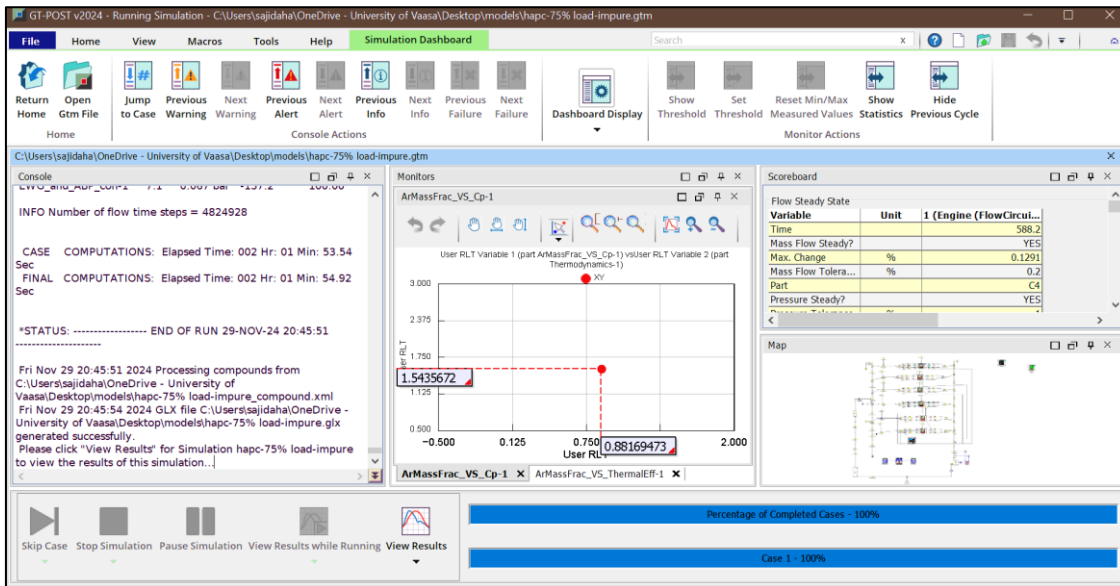 GT-POST v2024 - Running Simulation - C:\Users\sajidaha\OneDrive - University of Vaasa\Desktop\models\hapc-75% load-impure.gtm
File Home View Macros Tools Help Simulation Dashboard Search x
Return Home
Open Gtm File
Jump to Case
Previous Warning
Next Warning
Previous Alert
Next Alert
Previous Info
Next Info
Previous Failure
Next Failure
Dashboard Display
Show Threshold
Set Threshold
Reset Min/Max Measured Values
Show Statistics
Hide Previous Cycle
Home Console Actions Monitor Actions
C:\Users\sajidaha\OneDrive - University of Vaasa\Desktop\models\hapc-75% load-impure.gtm
Console
INFO Number of flow time steps = 4824928
CASE COMPUTATIONS: Elapsed Time: 002 Hr: 01 Min: 53.54
Sec
FINAL COMPUTATIONS: Elapsed Time: 002 Hr: 01 Min: 54.92
Sec
*STATUS: ------------------ END OF RUN 29-NOV-24 20:45:51
---------------------
Fri Nov 29 20:45:51 2024 Processing compounds from
C:\Users\sajidaha\OneDrive - University of
Vaasa\Desktop\models\hapc-75% load-impure_compound.xml
Fri Nov 29 20:45:54 2024 GLX file C:\Users\sajidaha\OneDrive -
University of Vaasa\Desktop\models\hapc-75% load-impure.glx
generated successfully.
Please click "View Results" for Simulation hapc-75% load-impure
to view the results of this simulation...
Monitors
ArMassFrac_VS_Cp-1
User RLT Variable 1 (part ArMassFrac_VS_Cp-1) vsUser RLT Variable 2 (part
Thermodynamics-1)
XY
3.000
2.375
1.750
1.5435672
1.125
0.500
-0.500 0.125 0.750 2.000
0.88169473
User RLT
ArMassFrac_VS_Cp-1 X ArMassFrac_VS_ThermalEff-1 X
Scoreboard
Flow Steady State
Variable Unit 1 (Engine (FlowCircui...
Time 588.2
Mass Flow Steady? YES
Max. Change % 0.1291
Mass Flow Tolera... % 0.2
Part C4
Pressure Steady? YES
Map
Skip Case Stop Simulation Pause Simulation View Results while Running View Results
Percentage of Completed Cases - 100%
Case 1 - 100%